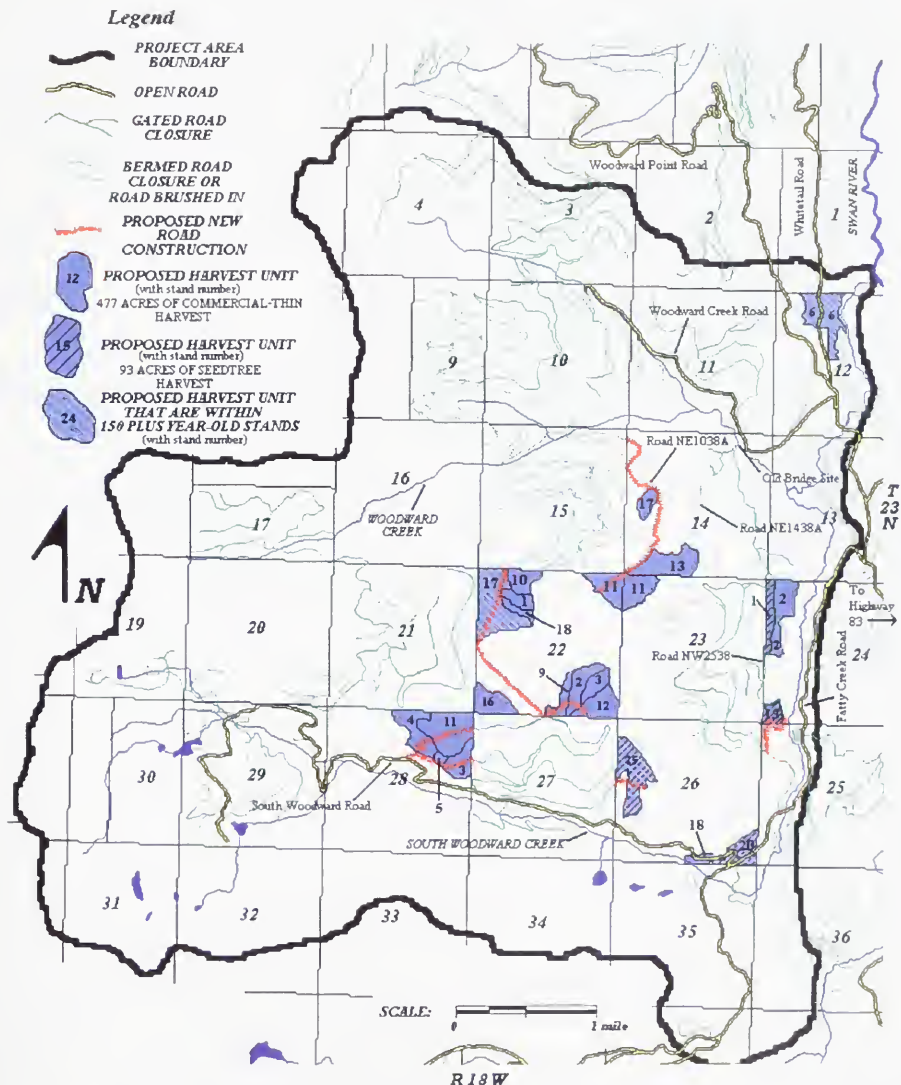 Legend
PROJECT AREA
BOUNDARY
OPEN ROAD
GATED ROAD
CLOSURE
BERMED ROAD
CLOSURE OR
ROAD BRUSHED IN
PROPOSED NEW
ROAD
CONSTRUCTION
12
PROPOSED HARVEST UNIT
(with stand number)
477 ACRES OF COMMERCIAL-THIN
HARVEST
15
PROPOSED HARVEST UNIT
(with stand number)
93 ACRES OF SEEDTREE
HARVEST
24
PROPOSED HARVEST UNIT
THAT ARE WITHIN
150 PLUS YEAR-OLD STANDS
(with stand number)
N
Woodward Point Road
Whitetail Road
SWAN RIVER
4
3
2
1
Woodward Creek Road
6
6
9
10
11
12
Road NE1038A
Old Bridge Site
16
WOODWARD
CREEK
15
17
14
13
Road NE1438A
T
23
N
17
13
To
Highway
83
19
20
21
17
10
1
18
22
11
11
23
1
2
2
24
Road NW2538
Fatty Creek Road
9
2
3
12
16
4
11
3
5
30
29
28
27
26
25
South Woodward Road
SOUTH WOODWARD CREEK
18
20
31
32
33
34
35
36
SCALE:
0
1 mile
R 18 W